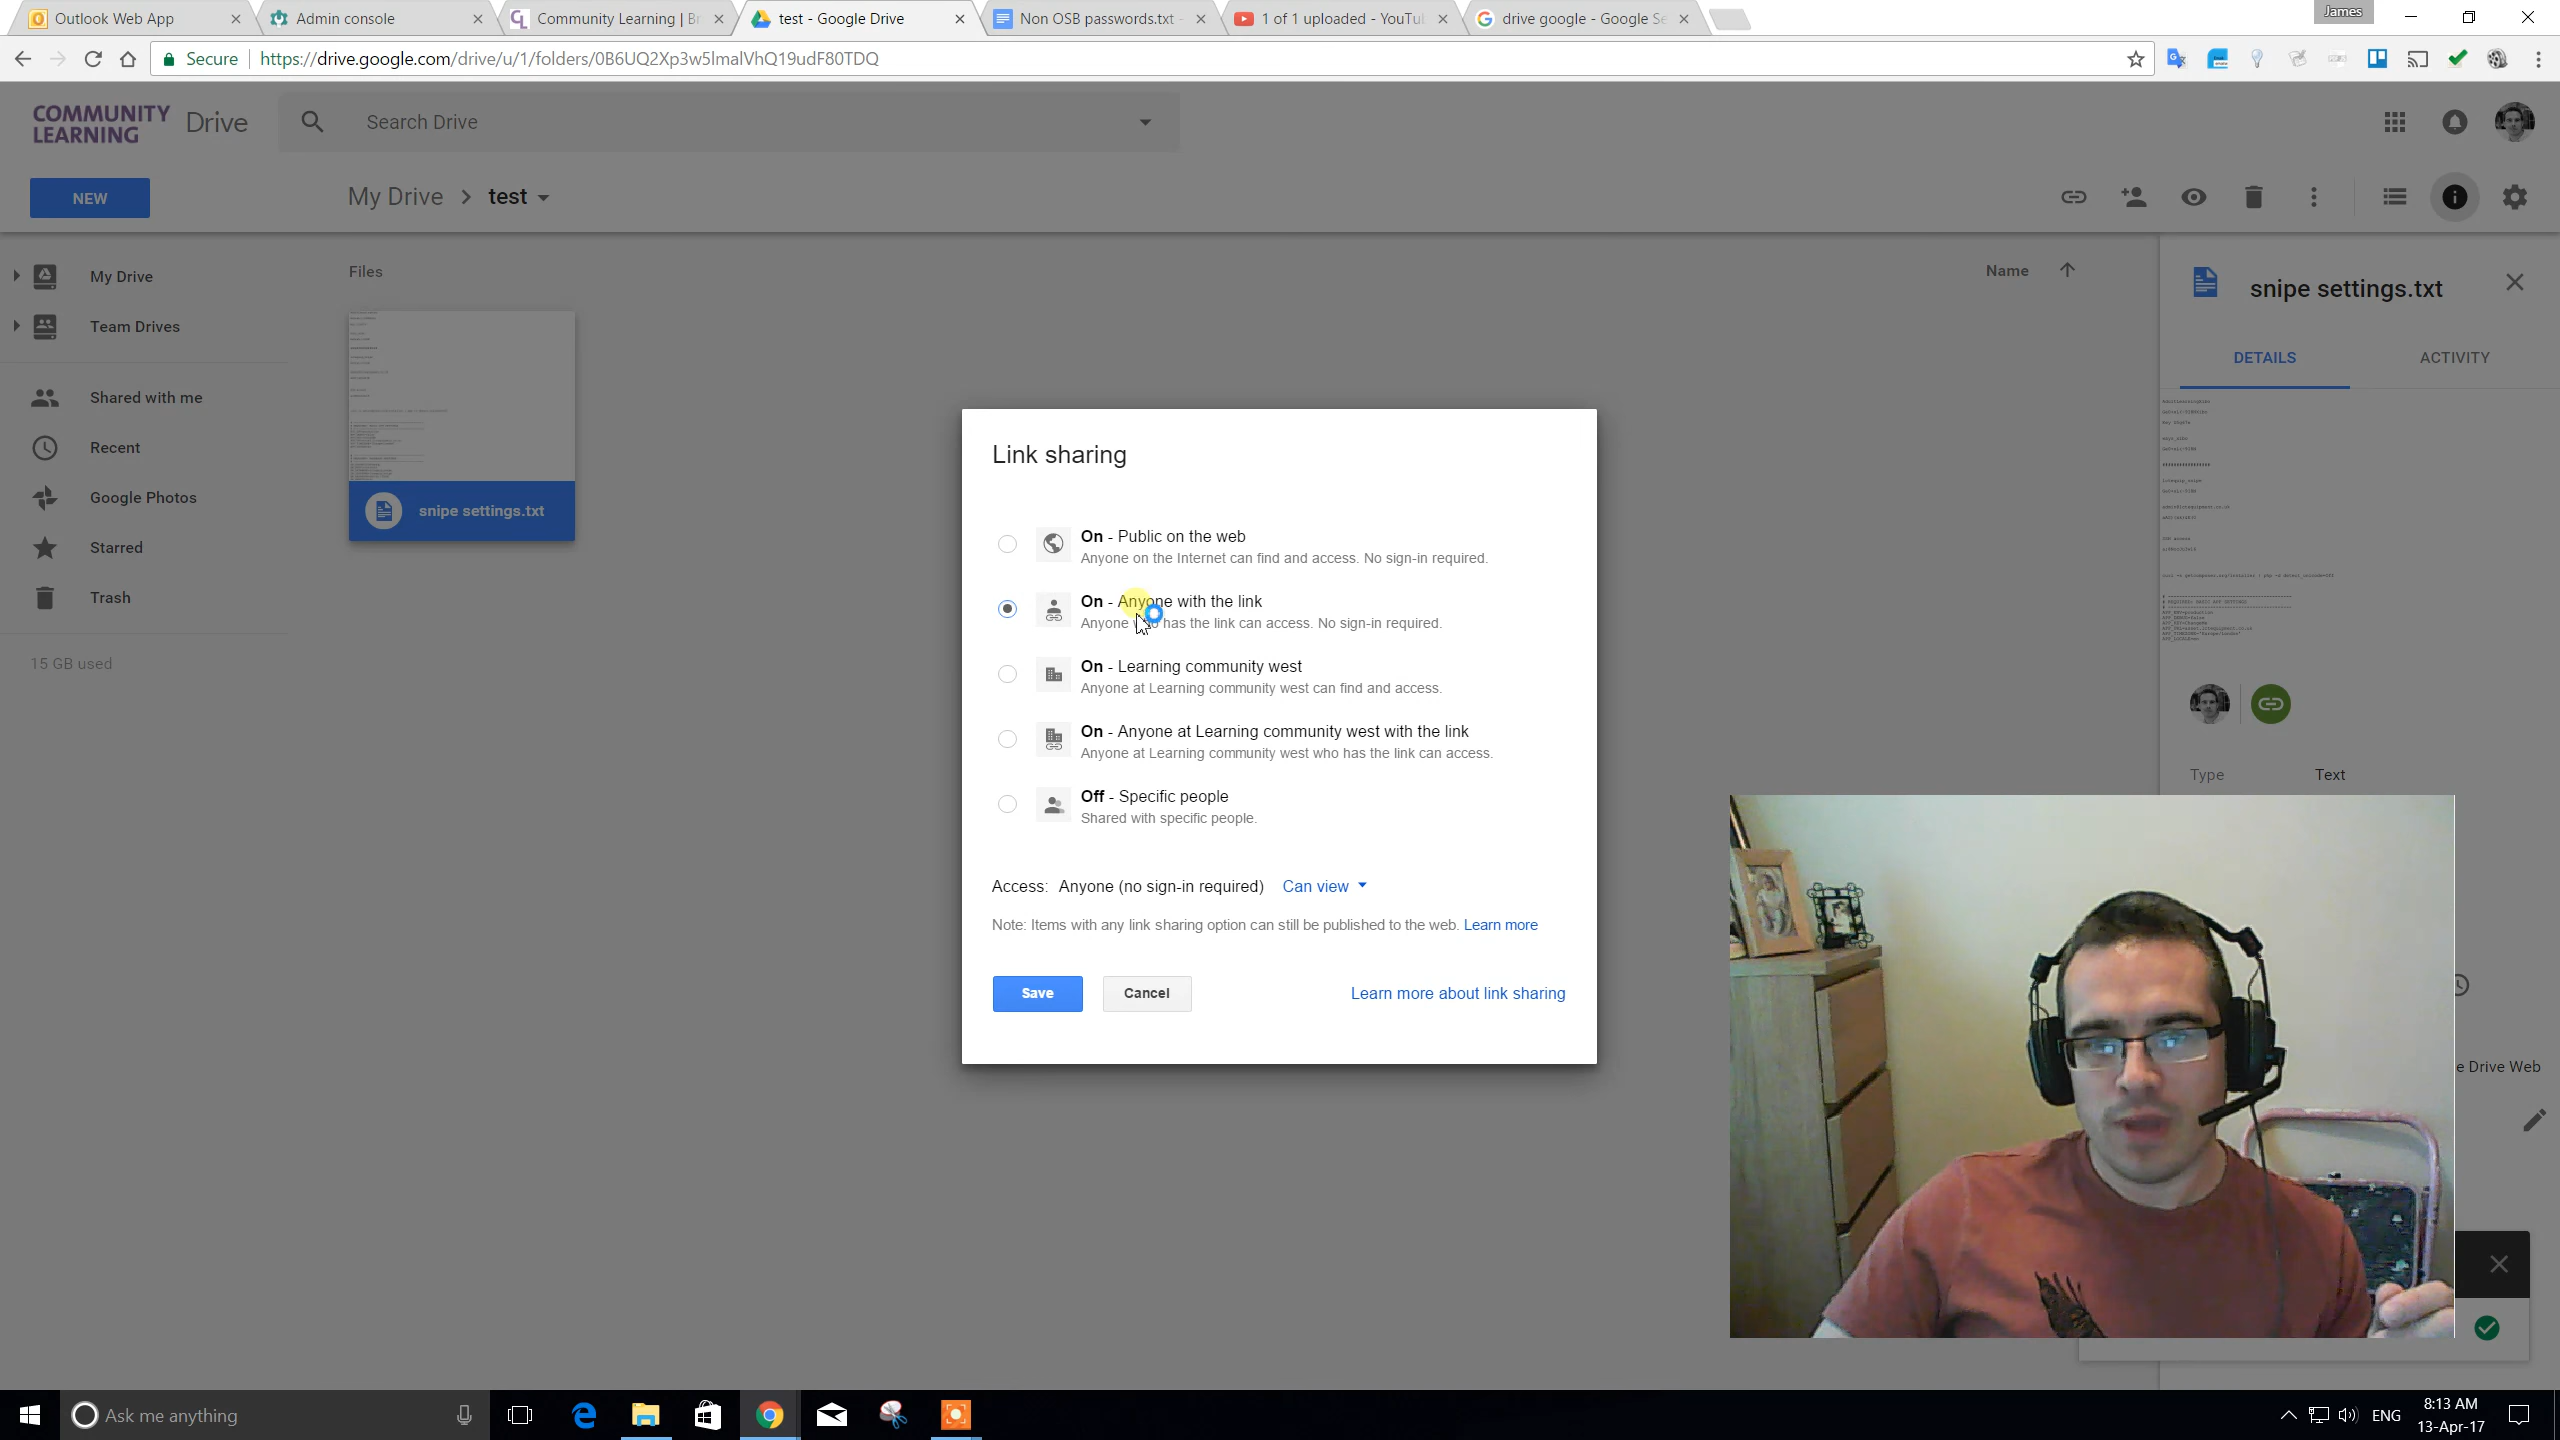 Outlook Web App
Admin console
Community Learning | Br
test - Google Drive
Non OSB passwords.txt -
1 of 1 uploaded - YouTu
drive google - Google Se
James
Secure
https://drive.google.com/drive/u/1/folders/0B6UQ2Xp3w5lmalVhQ19udF80TDQ
COMMUNITY
LEARNING
Drive
Search Drive
NEW
My Drive
test
My Drive
Team Drives
Shared with me
Recent
Google Photos
Starred
Trash
15 GB used
Files
Name
snipe settings.txt
snipe settings.txt
DETAILS
ACTIVITY
Type
Text
e Drive Web
Link sharing
On - Public on the web
Anyone on the Internet can find and access. No sign-in required.
On - Anyone with the link
Anyone who has the link can access. No sign-in required.
On - Learning community west
Anyone at Learning community west can find and access.
On - Anyone at Learning community west with the link
Anyone at Learning community west who has the link can access.
Off - Specific people
Shared with specific people.
Access: Anyone (no sign-in required) Can view
Note: Items with any link sharing option can still be published to the web. Learn more
Save
Cancel
Learn more about link sharing
Ask me anything
ENG
8:13 AM
13-Apr-17